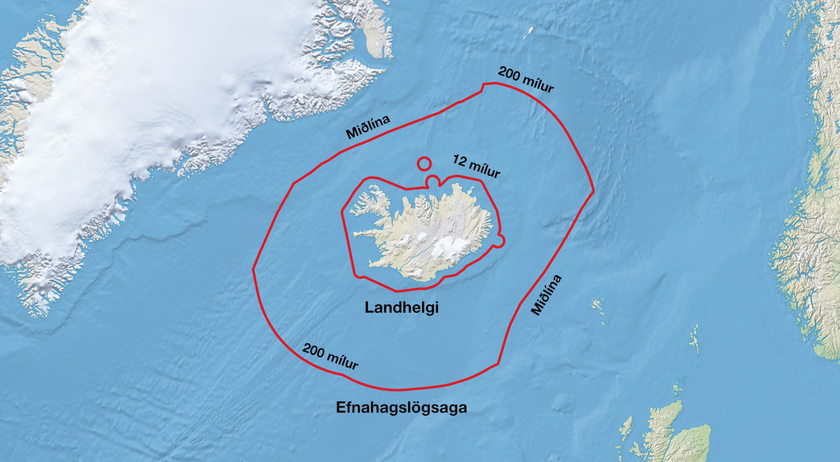 200 mílur
Miðlína
12 mílur
Miðlína
Landhelgi
200 mílur
Efnahagslögsaga